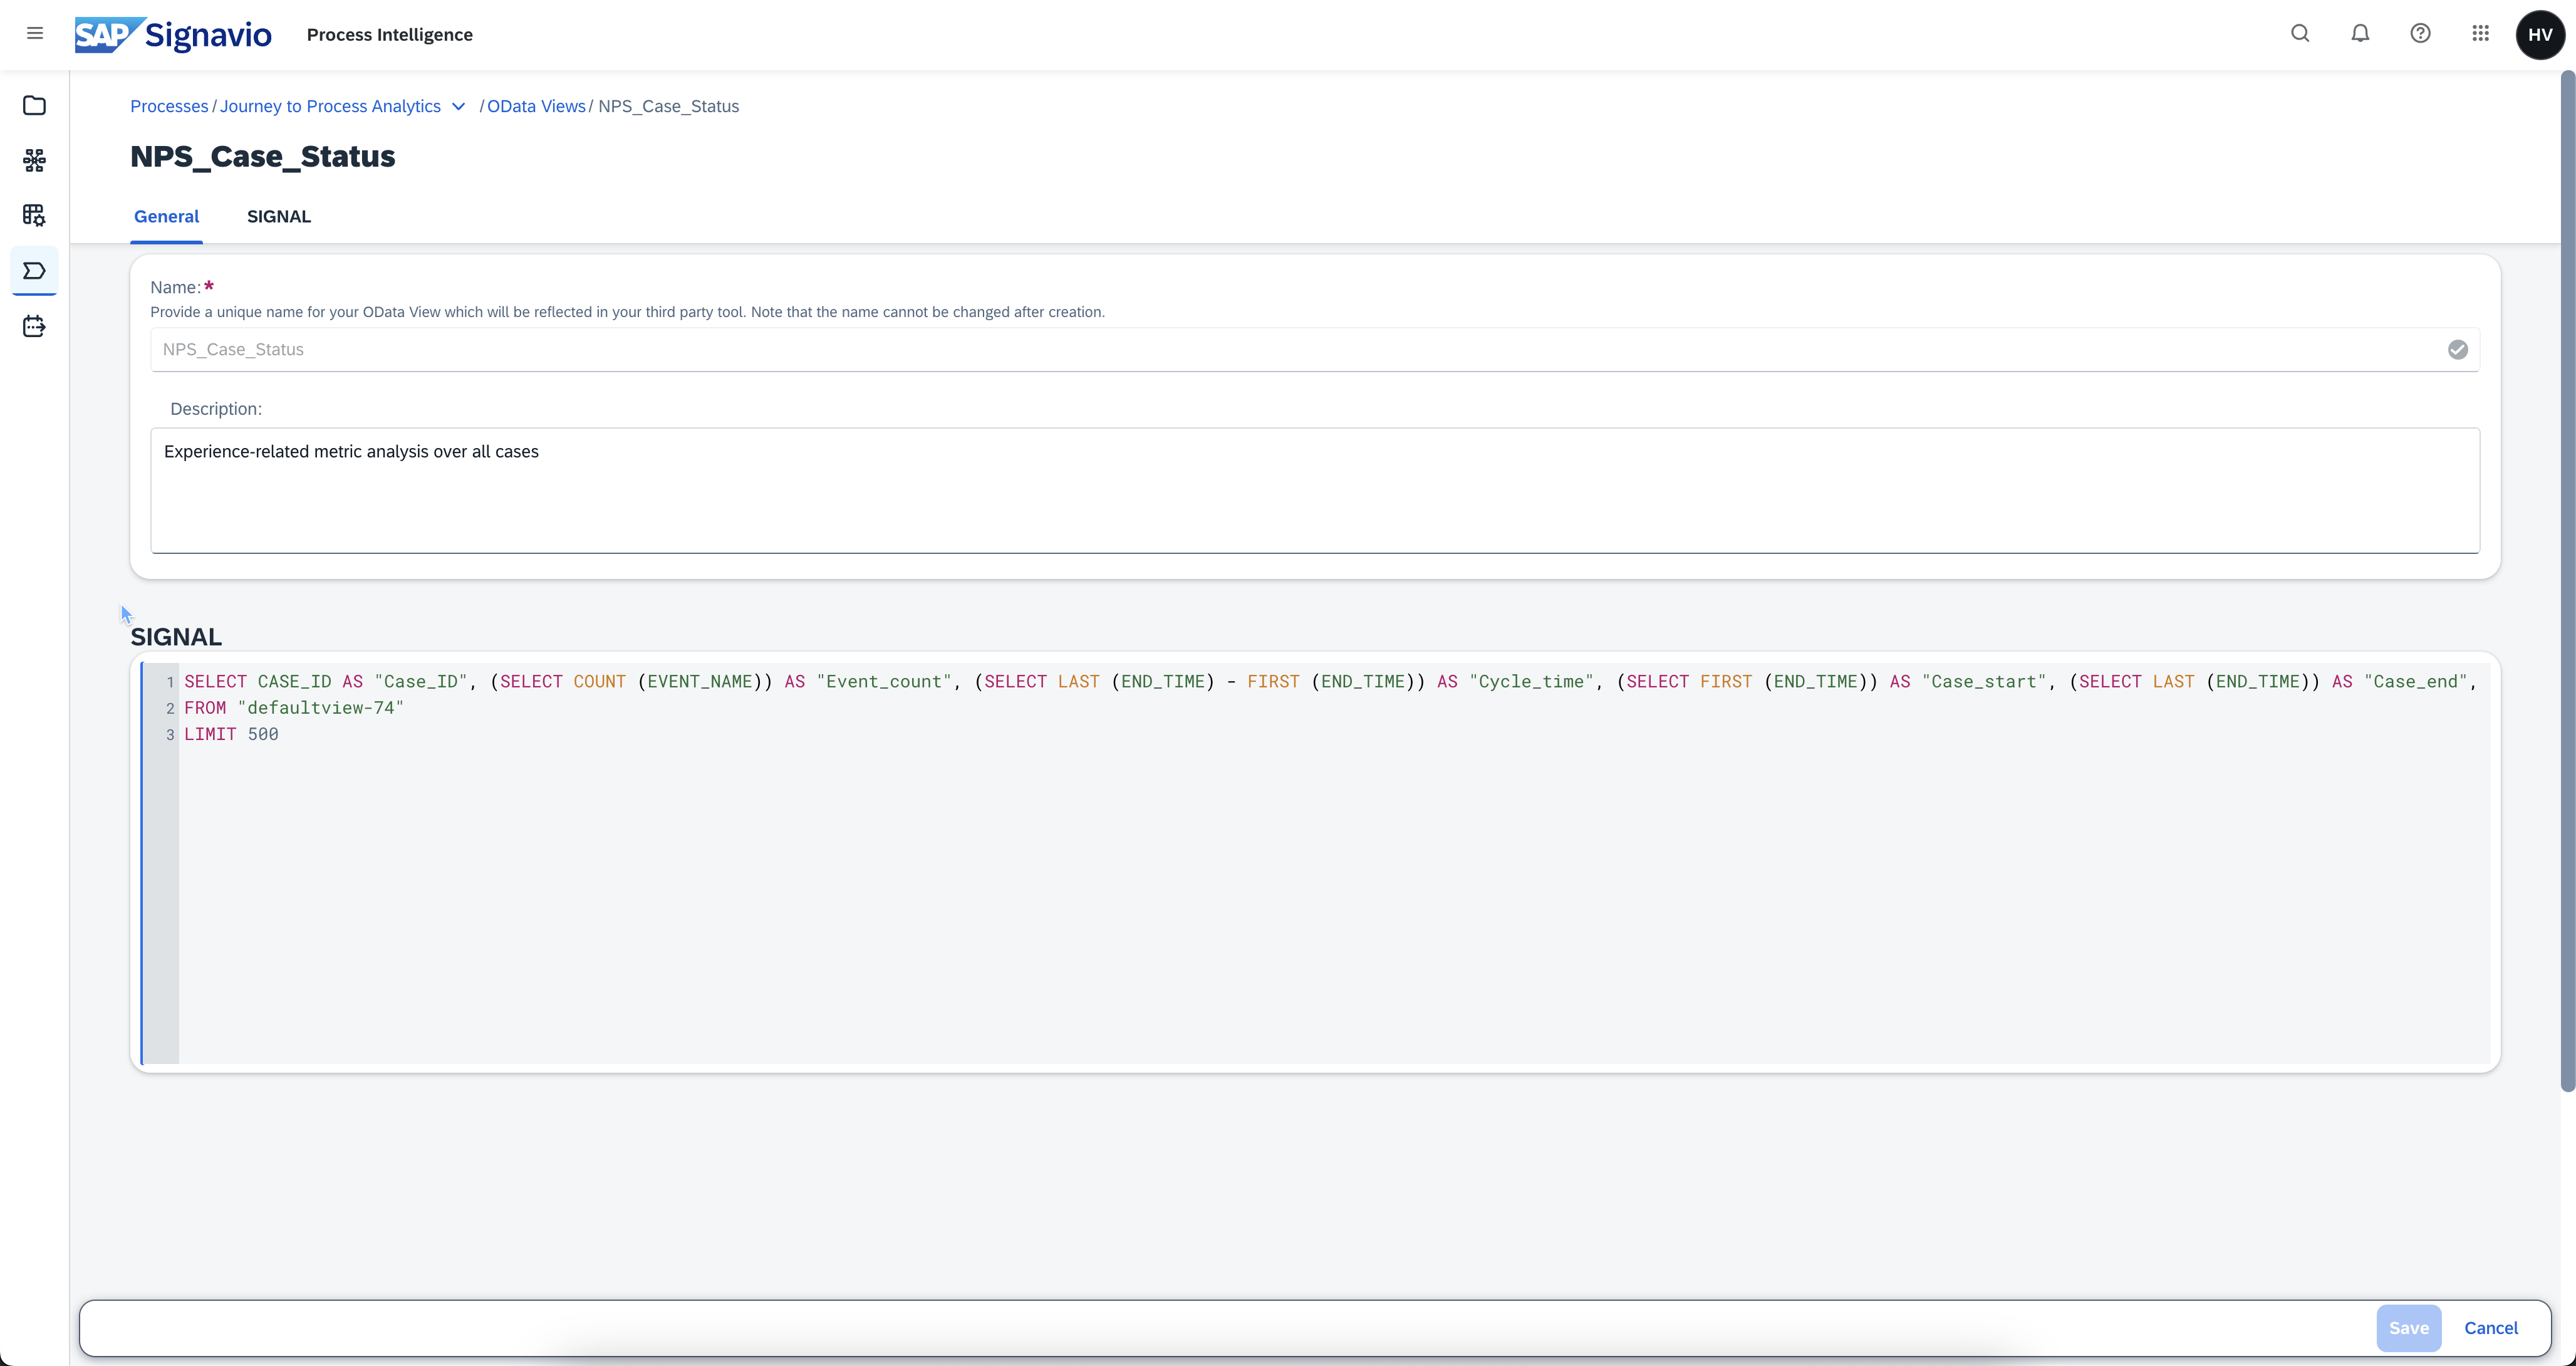 SAP Signavio Process Intelligence HV
Processes / Journey to Process Analytics / OData Views / NPS_Case_Status
NPS_Case_Status
General SIGNAL
Name:*
Provide a unique name for your OData View which will be reflected in your third party tool. Note that the name cannot be changed after creation.
NPS_Case_Status
Description:
Experience-related metric analysis over all cases
SIGNAL
1 SELECT CASE_ID AS "Case_ID", (SELECT COUNT (EVENT_NAME)) AS "Event_count", (SELECT LAST (END_TIME) - FIRST (END_TIME)) AS "Cycle_time", (SELECT FIRST (END_TIME)) AS "Case_start", (SELECT LAST (END_TIME)) AS "Case_end",
2 FROM "defaultview-74"
3 LIMIT 500
Save Cancel